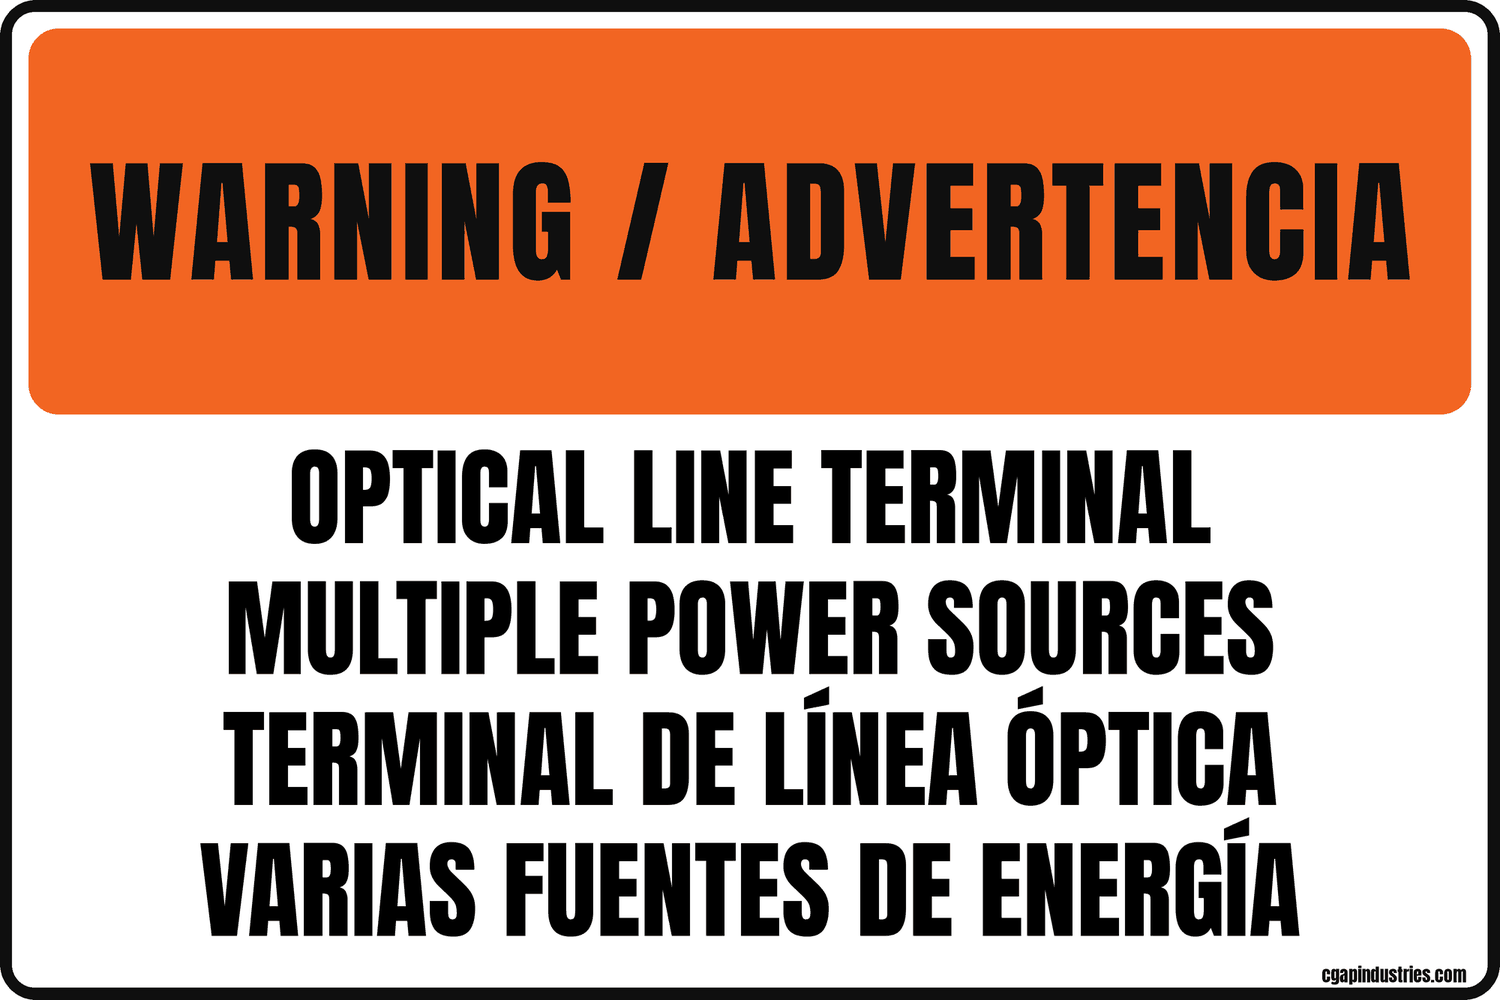 WARNING / ADVERTENCIA
OPTICAL LINE TERMINAL
MULTIPLE POWER SOURCES
TERMINAL DE LÍNEA ÓPTICA
VARIAS FUENTES DE ENERGÍA
cgapindustries.com